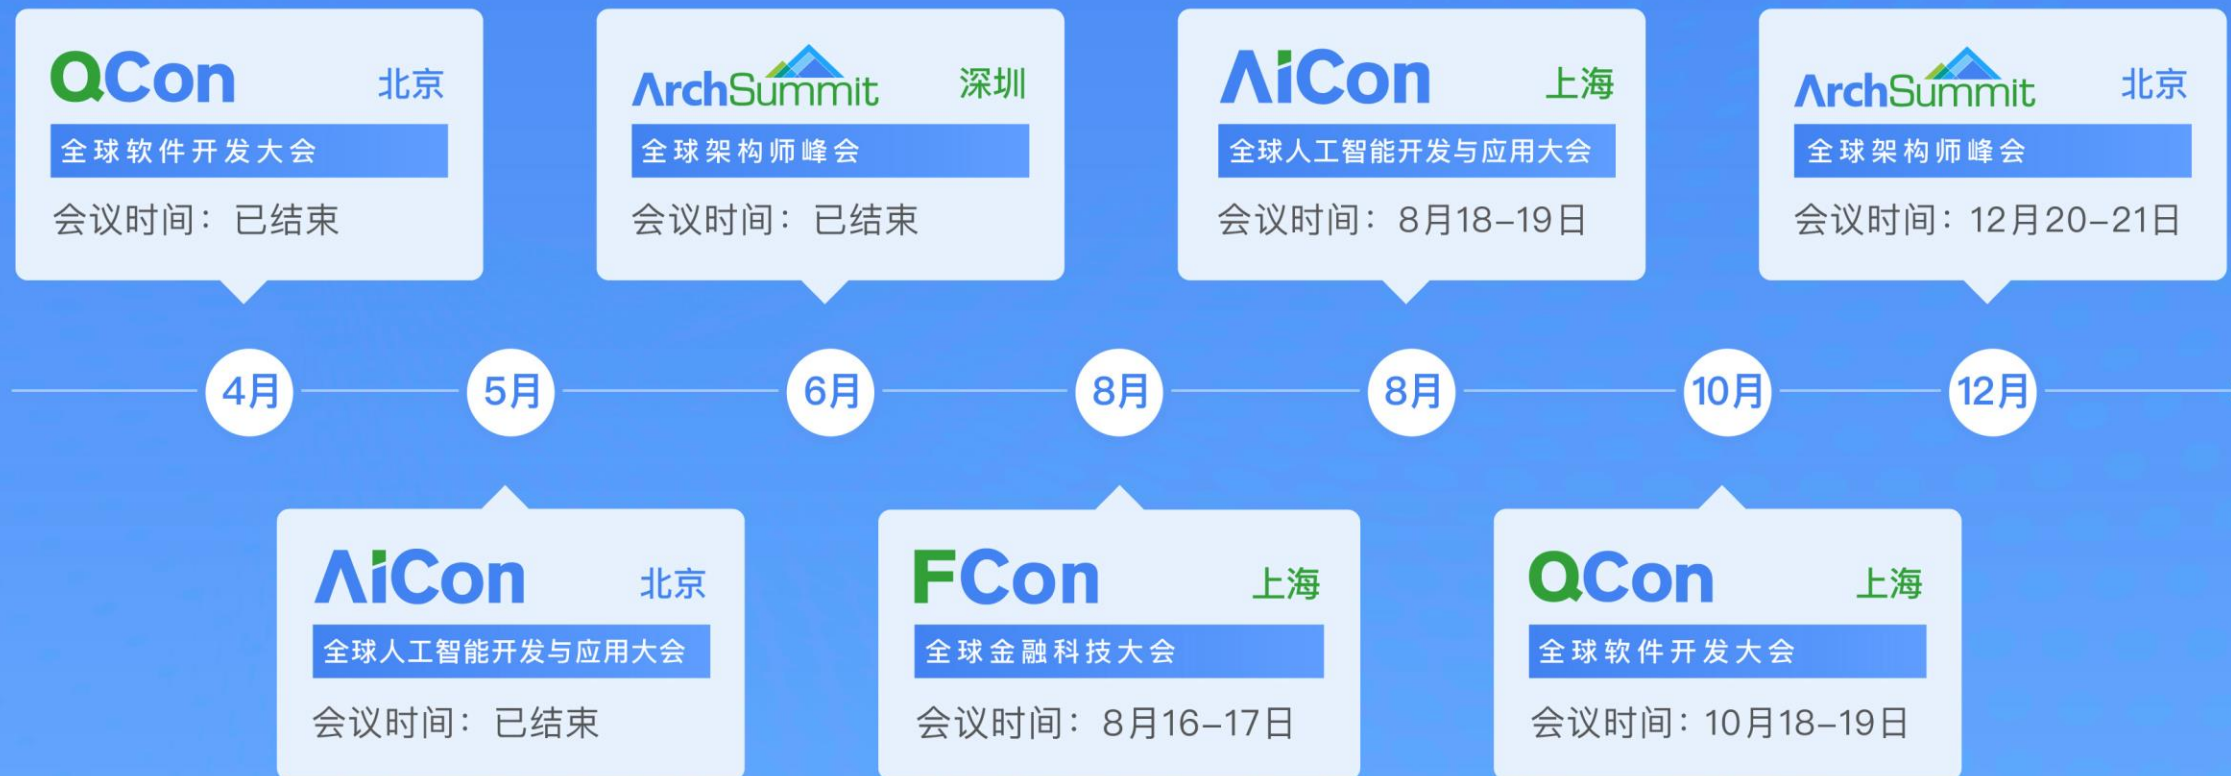 QCon 北京
全球软件开发大会
会议时间：已结束
ArchSummit 深圳
全球架构师峰会
会议时间：已结束
AiCon 上海
全球人工智能开发与应用大会
会议时间：8月18-19日
ArchSummit 北京
全球架构师峰会
会议时间：12月20-21日
4月 5月 6月 8月 8月 10月 12月
AiCon 北京
全球人工智能开发与应用大会
会议时间：已结束
FCon 上海
全球金融科技大会
会议时间：8月16-17日
QCon 上海
全球软件开发大会
会议时间：10月18-19日